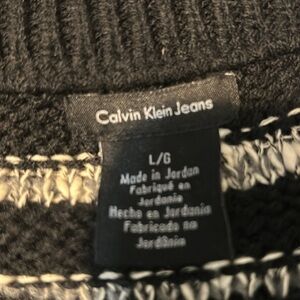 Calvin Klein Jeans
L/G
Made in Jordan
Fabriqué en
Jordanie
Hecho en Jordania
Fabricado na
Jordânia